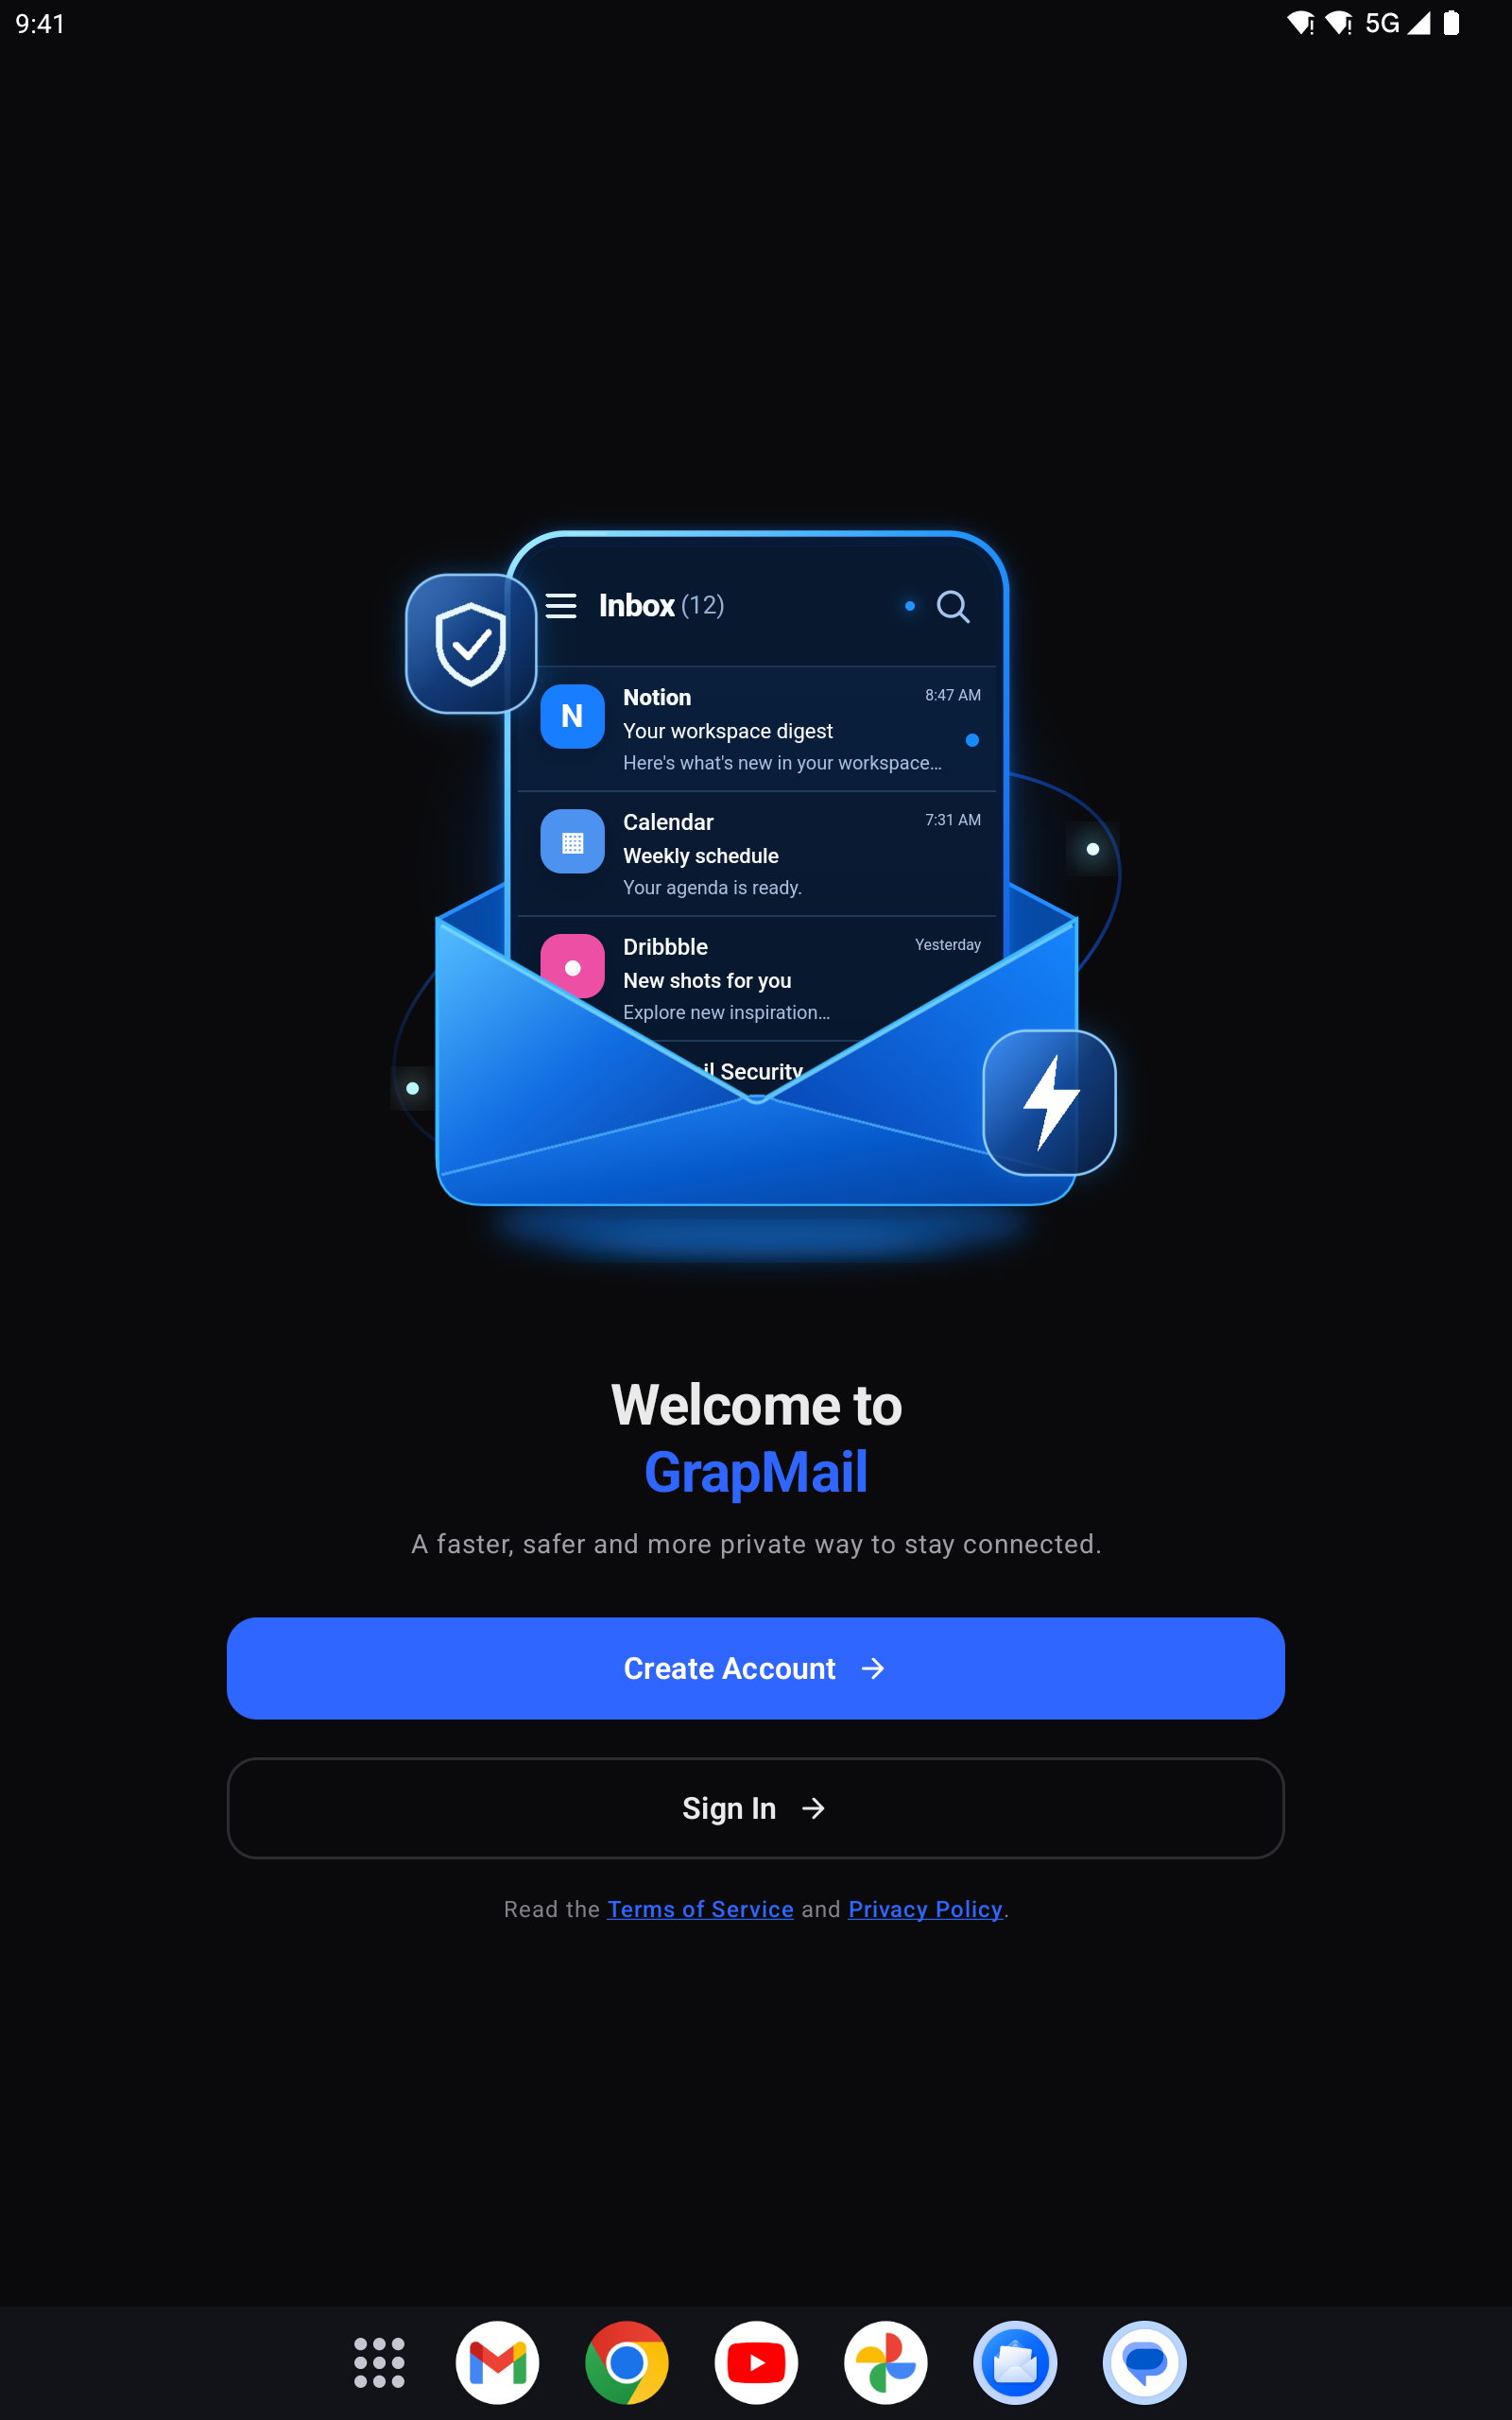 9:41
5G
Inbox (12)
N
Notion
8:47 AM
Your workspace digest
Here's what's new in your workspace...
Calendar
7:31 AM
Weekly schedule
Your agenda is ready.
Dribbble
Yesterday
New shots for you
Explore new inspiration...
Security
Welcome to
GrapMail
A faster, safer and more private way to stay connected.
Create Account →
Sign In →
Read the Terms of Service and Privacy Policy.